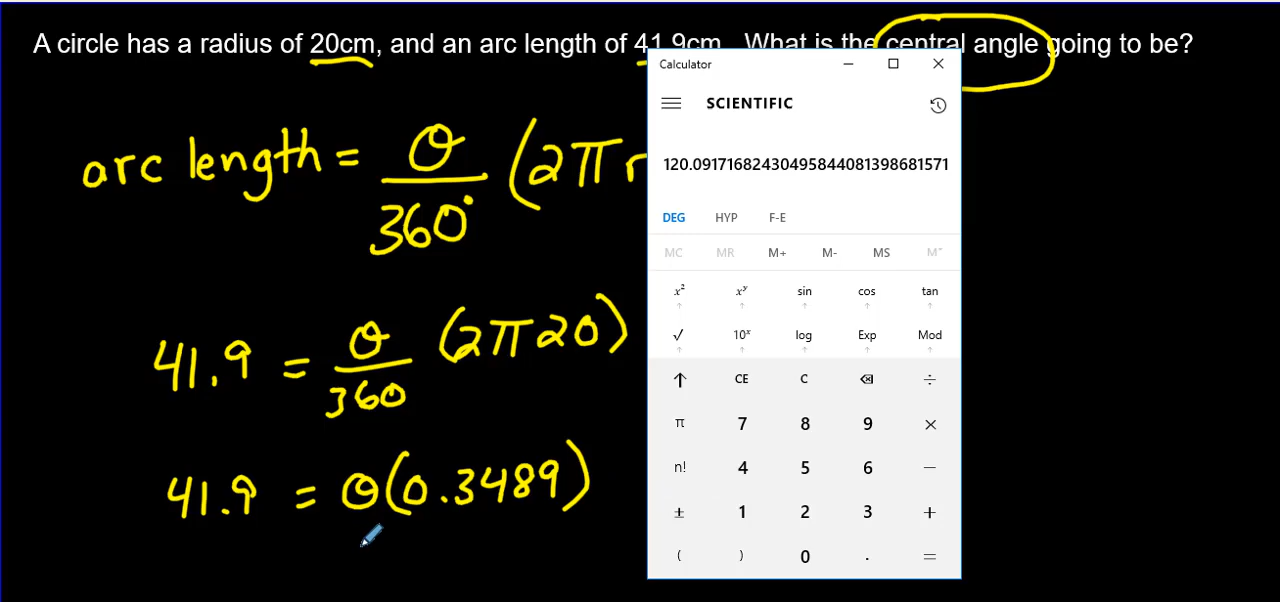 A circle has a radius of 20cm, and an arc length of 41.9cm. What is the central angle going to be?
arc length = θ/360° (2πr
41.9 = θ/360 (2π20)
41.9 = θ(0.3489)
Calculator
SCIENTIFIC
120.09171682430495844081398681571
DEG HYP F-E
MC MR M+ M- MS M˅
x² xʸ sin cos tan
√ 10ˣ log Exp Mod
↑ CE C ⌫ ÷
π 7 8 9 ×
n! 4 5 6 −
± 1 2 3 +
( ) 0 . =